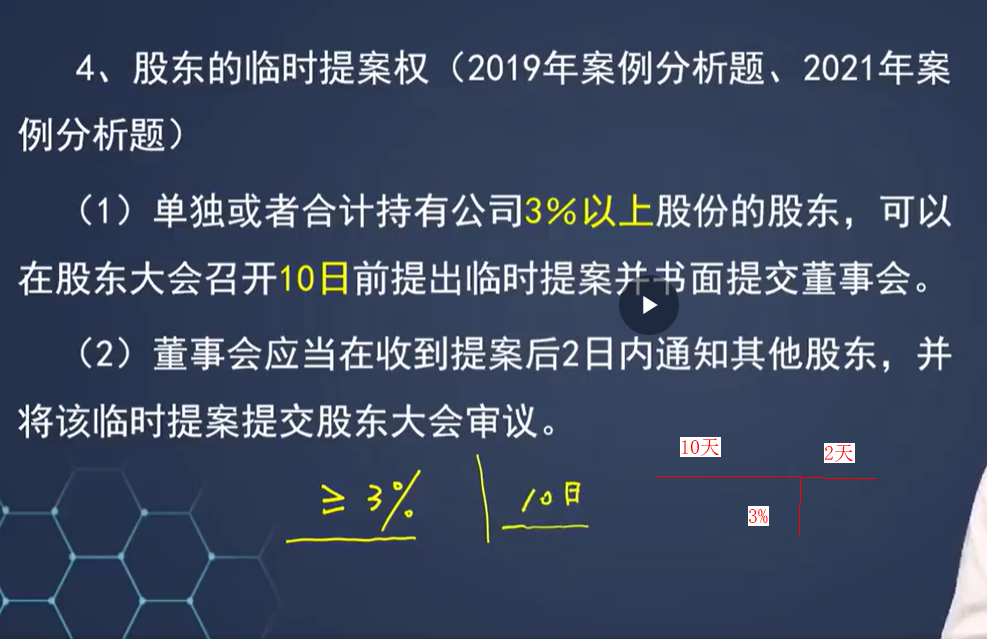 4、股东的临时提案权（2019年案例分析题、2021年案
例分析题）
（1）单独或者合计持有公司3%以上股份的股东，可以
在股东大会召开10日前提出临时提案并书面提交董事会。
（2）董事会应当在收到提案后2日内通知其他股东，并
将该临时提案提交股东大会审议。
10天
2天
≥3%
10日
3%